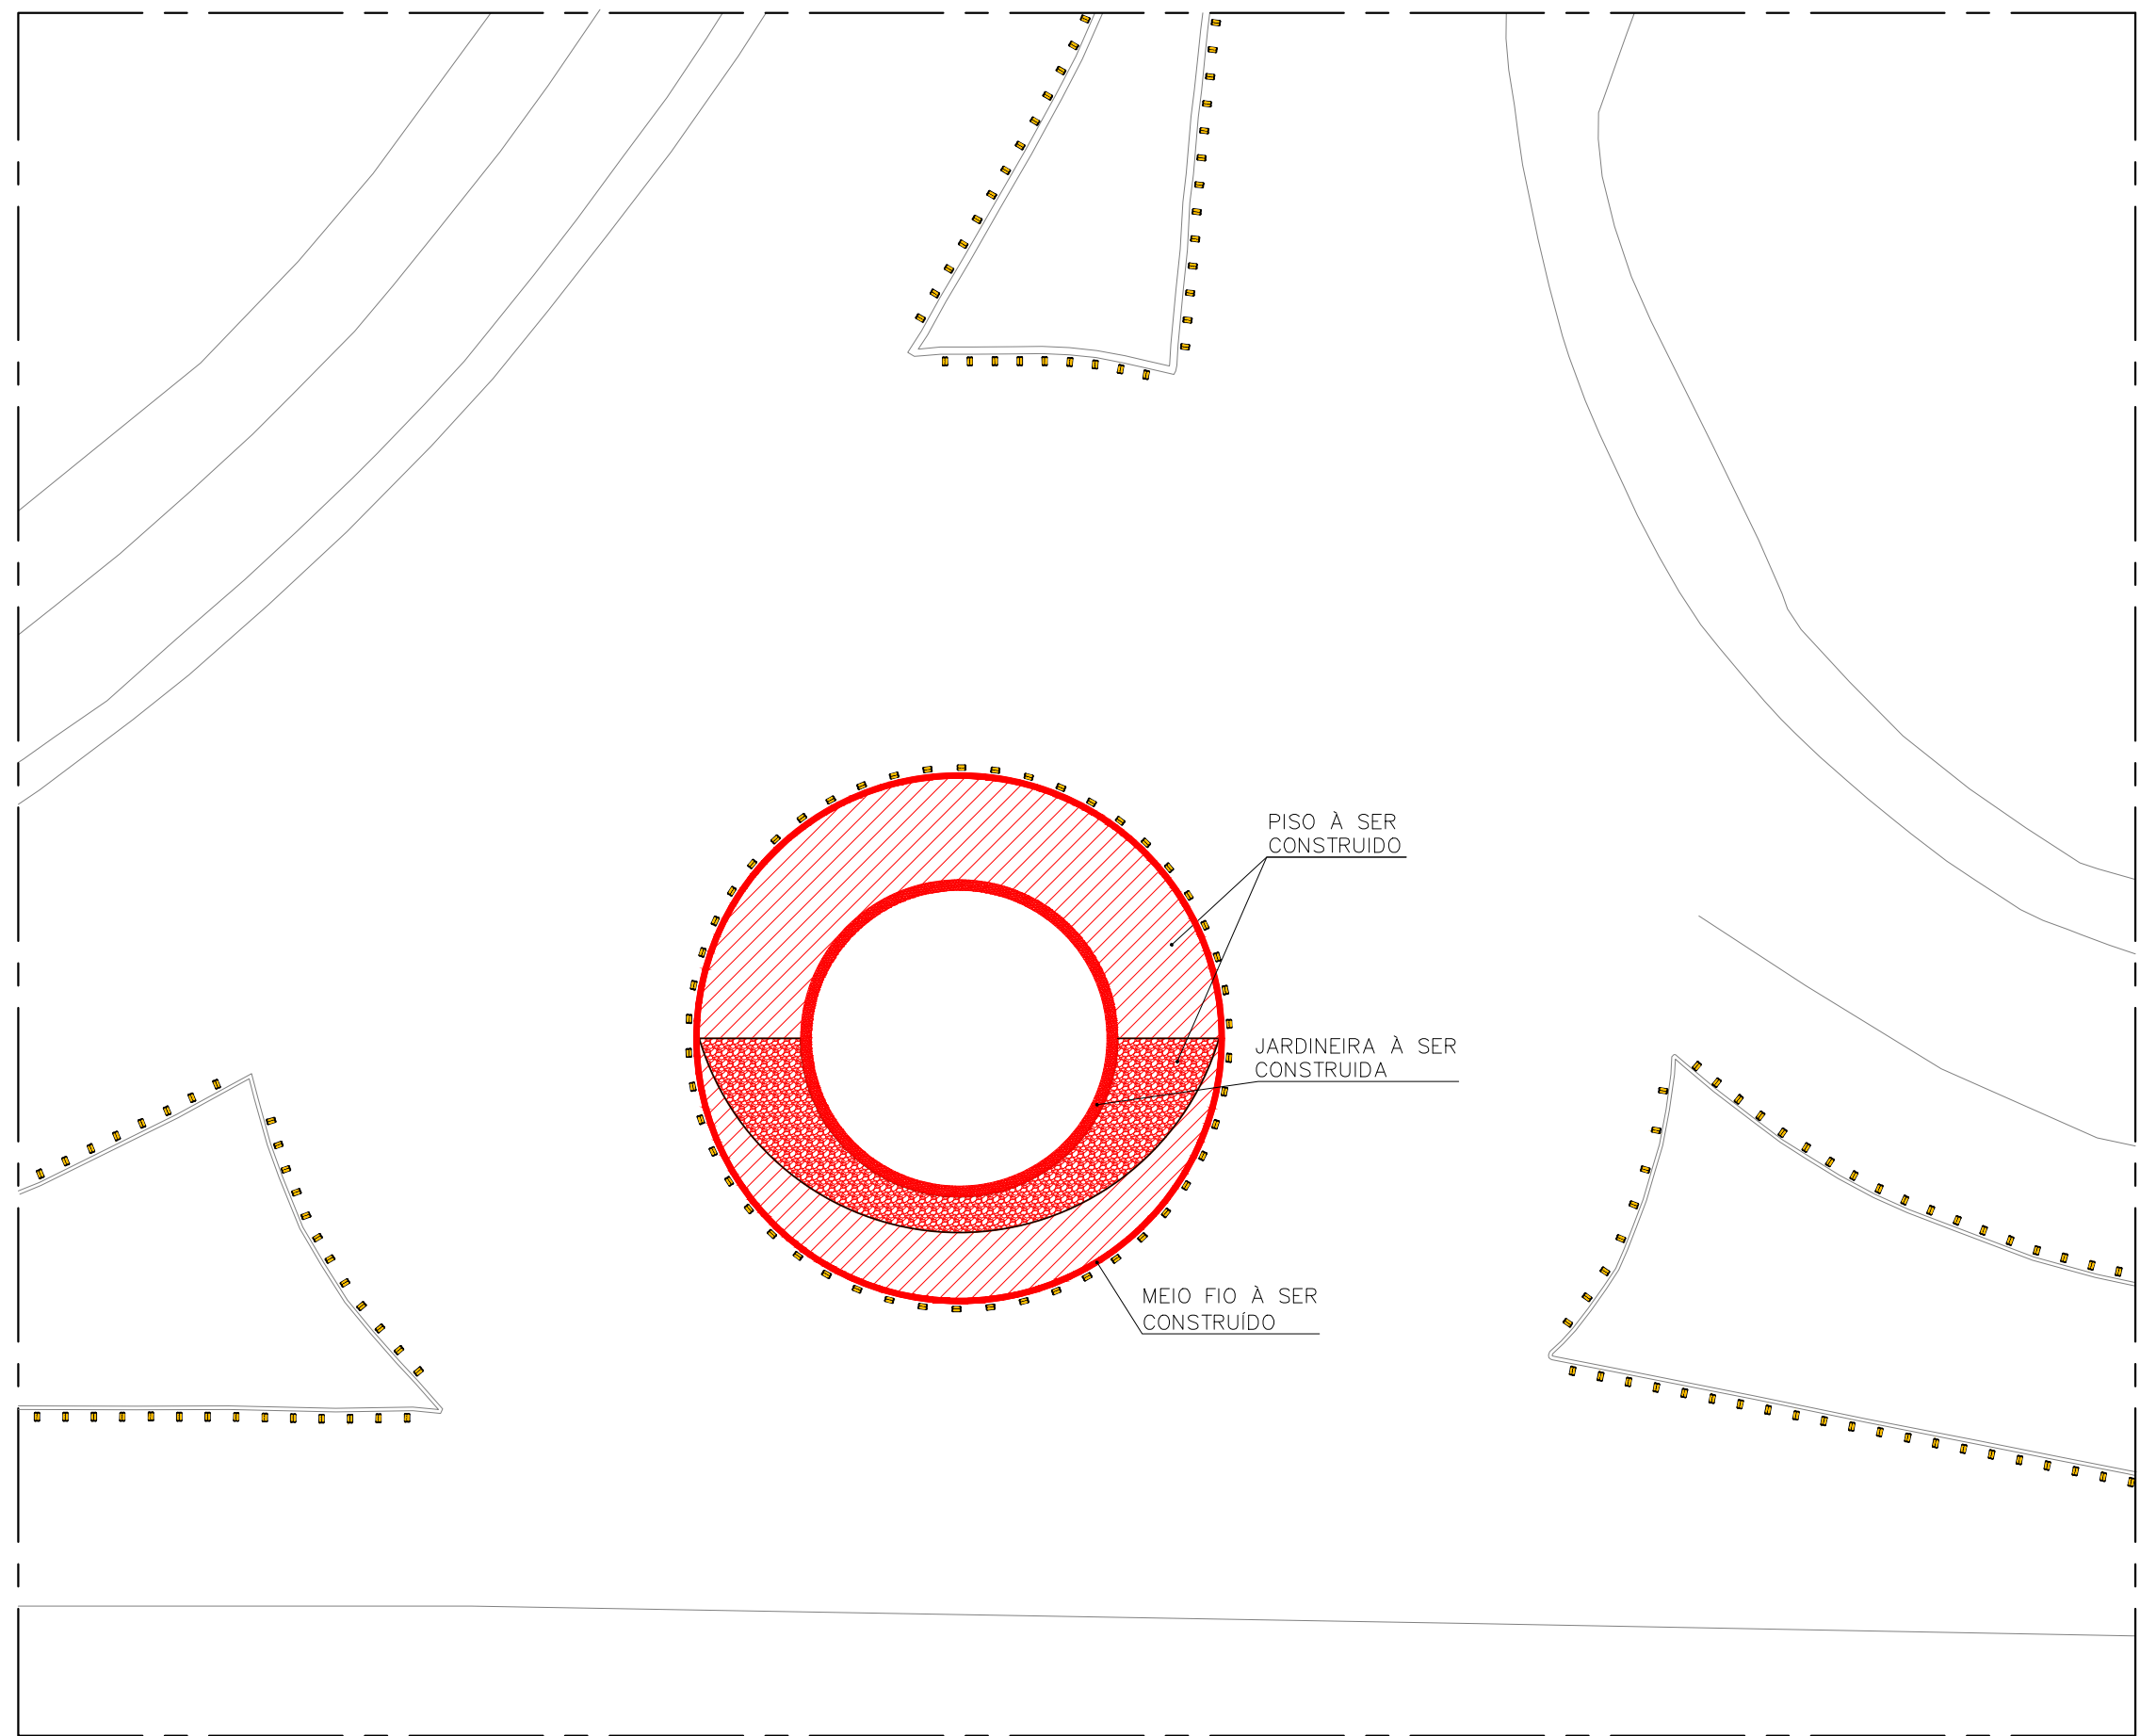 PISO À SER
CONSTRUIDO
JARDINEIRA À SER
CONSTRUIDA
MEIO FIO À SER
CONSTRUÍDO